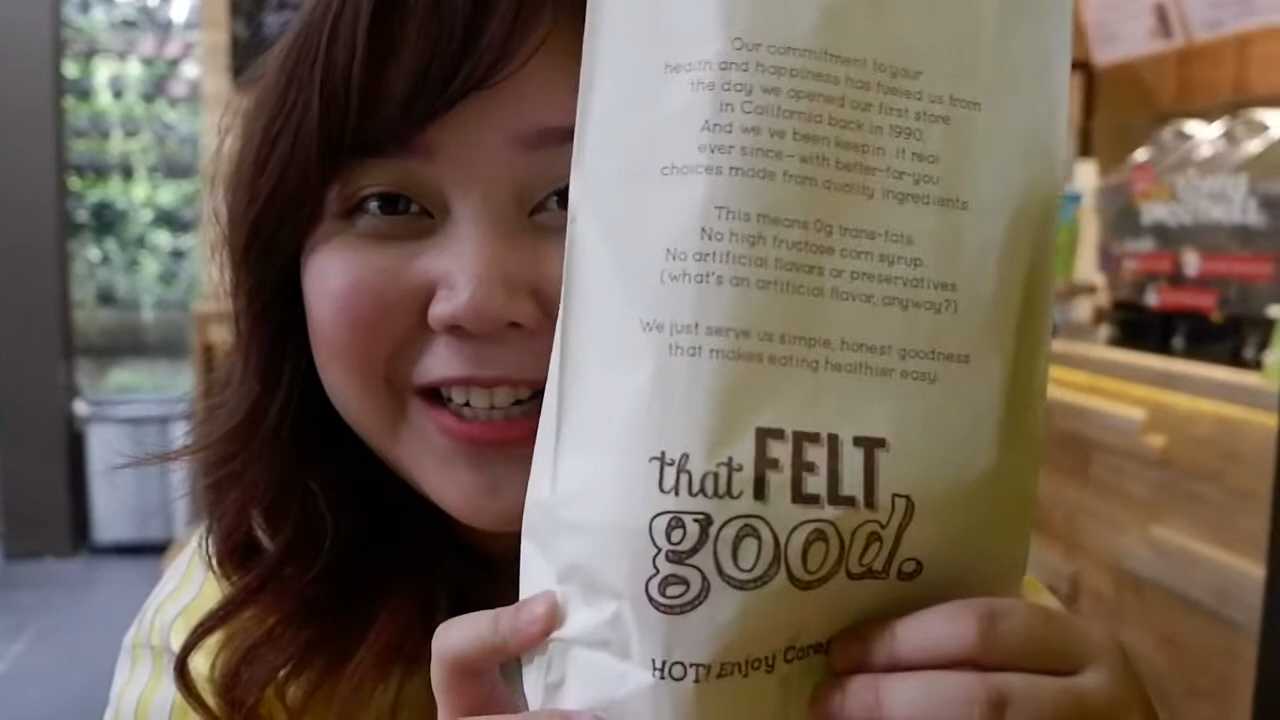 Our commitment to your
health and happiness has fueled us from
the day we opened our first store
in California back in 1990.
And we've been keepin' it real
ever since—with better-for-you
choices made from quality ingredients.
This means 0g trans-fats.
No high fructose corn syrup.
No artificial flavors or preservatives
(what's an artificial flavor, anyway?)
We just serve us simple, honest goodness
that makes eating healthier easy.
that FELT
good.
HOT! Enjoy